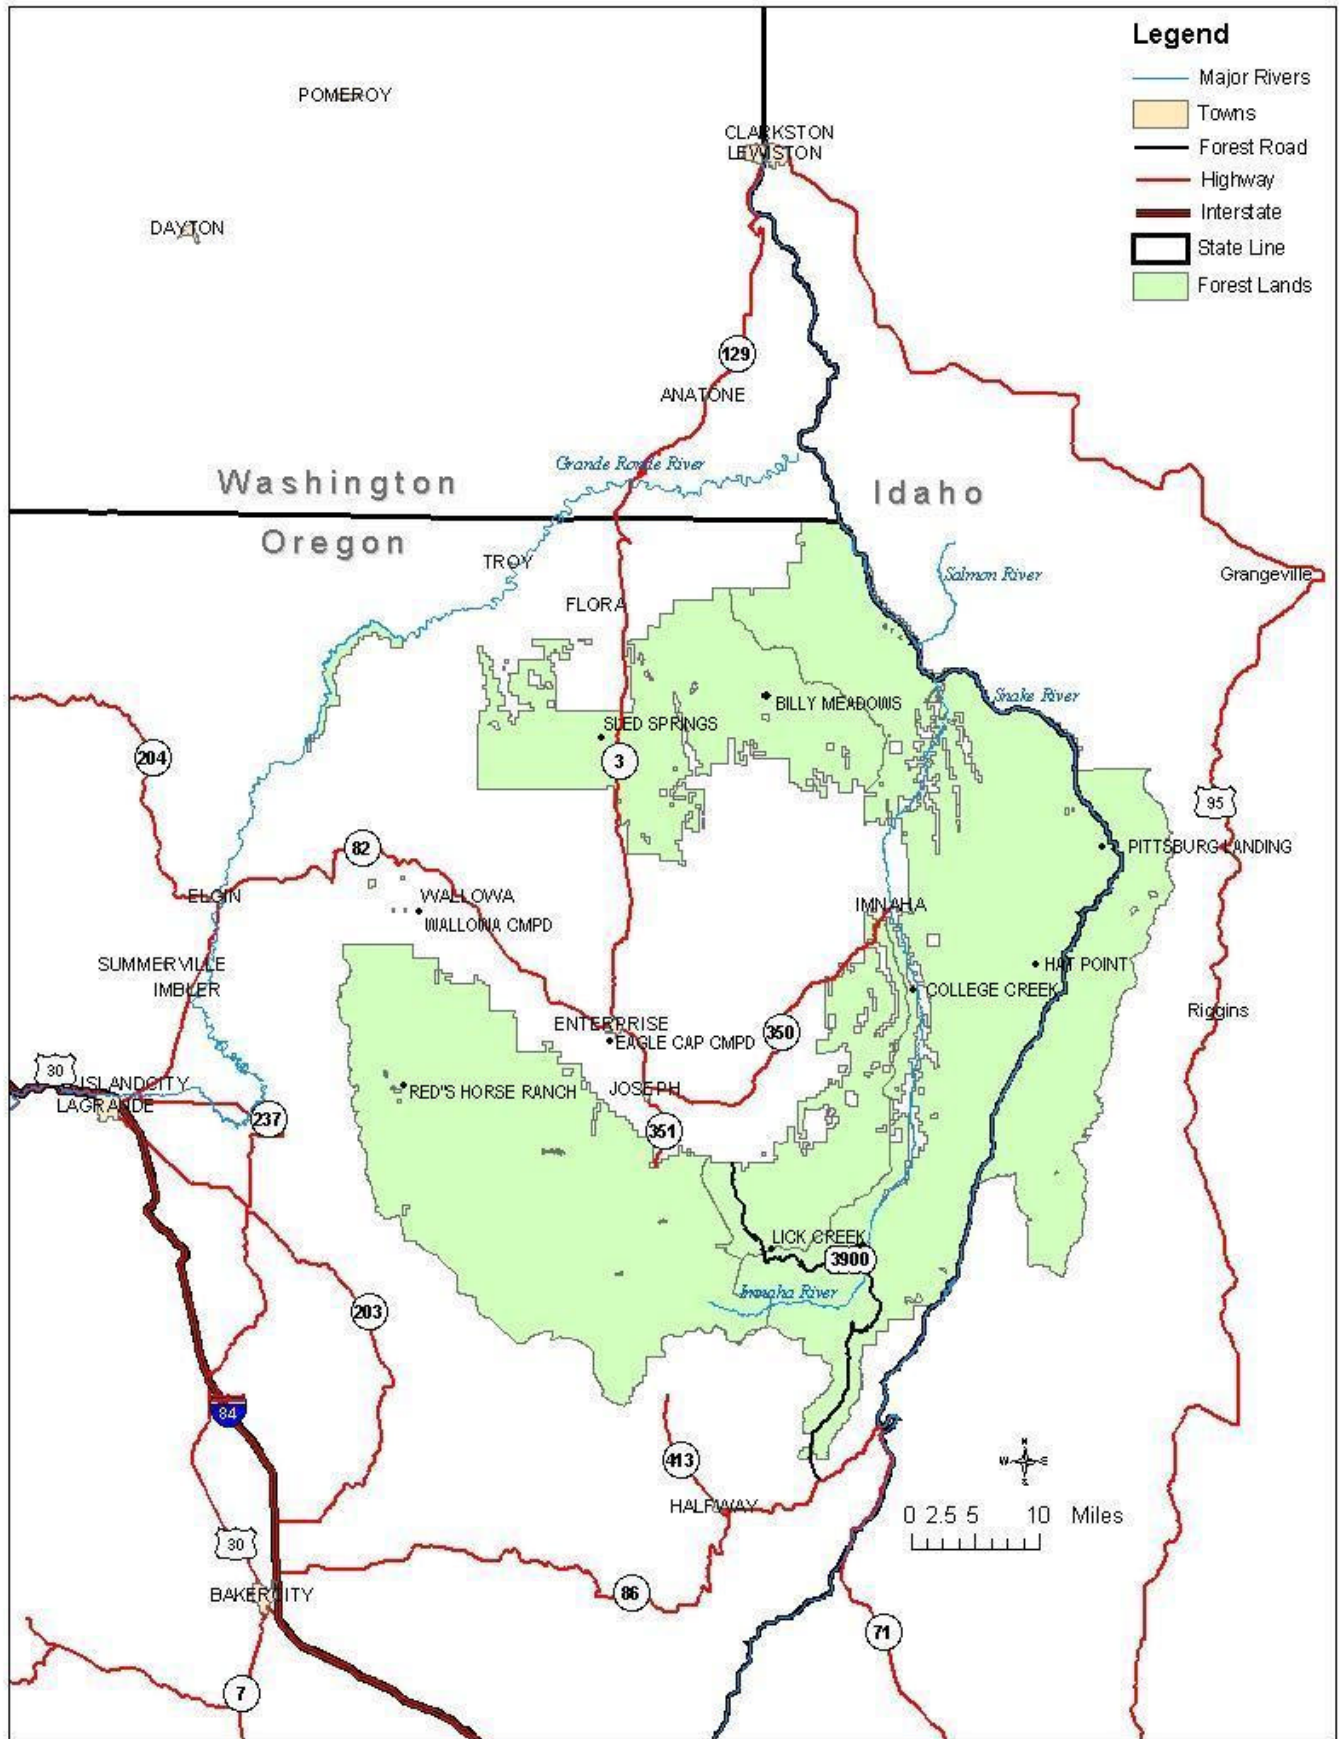 Legend
Major Rivers
Towns
Forest Road
Highway
Interstate
State Line
Forest Lands
POMEROY
CLARKSTON
LEWISTON
DAYTON
129
ANATONE
Grande Ronde River
Washington
Idaho
Oregon
TROY
Salmon River
Grangeville
FLORA
BILLY MEADOWS
Snake River
SLED SPRINGS
204
3
95
82
PITTSBURG LANDING
ELGIN
WALLOWA
WALLOWA CMPD
IMNAHA
SUMMERVILLE
HAT POINT
IMBLER
COLLEGE CREEK
Riggins
ENTERPRISE
350
EAGLE CAP CMPD
30
ISLANDCITY
RED"S HORSE RANCH
JOSEPH
LAGRANDE
237
351
LICK CREEK
3900
Imnaha River
203
84
413
W N E S
HALFWAY
0 2.5 5 10 Miles
30
BAKER CITY
86
71
7